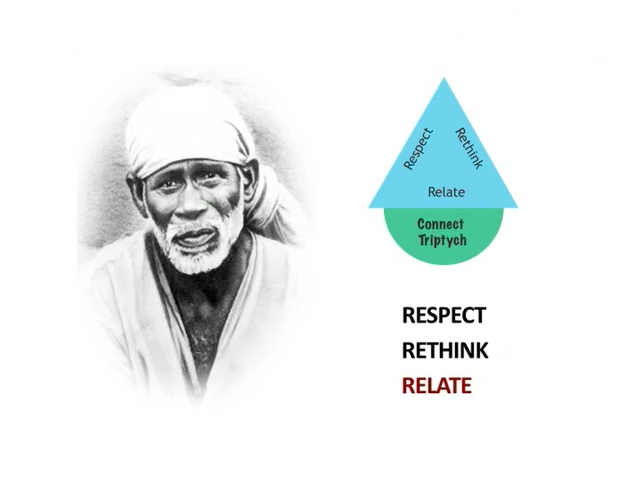 Respect
Rethink
Relate
Connect
Triptych
RESPECT
RETHINK
RELATE